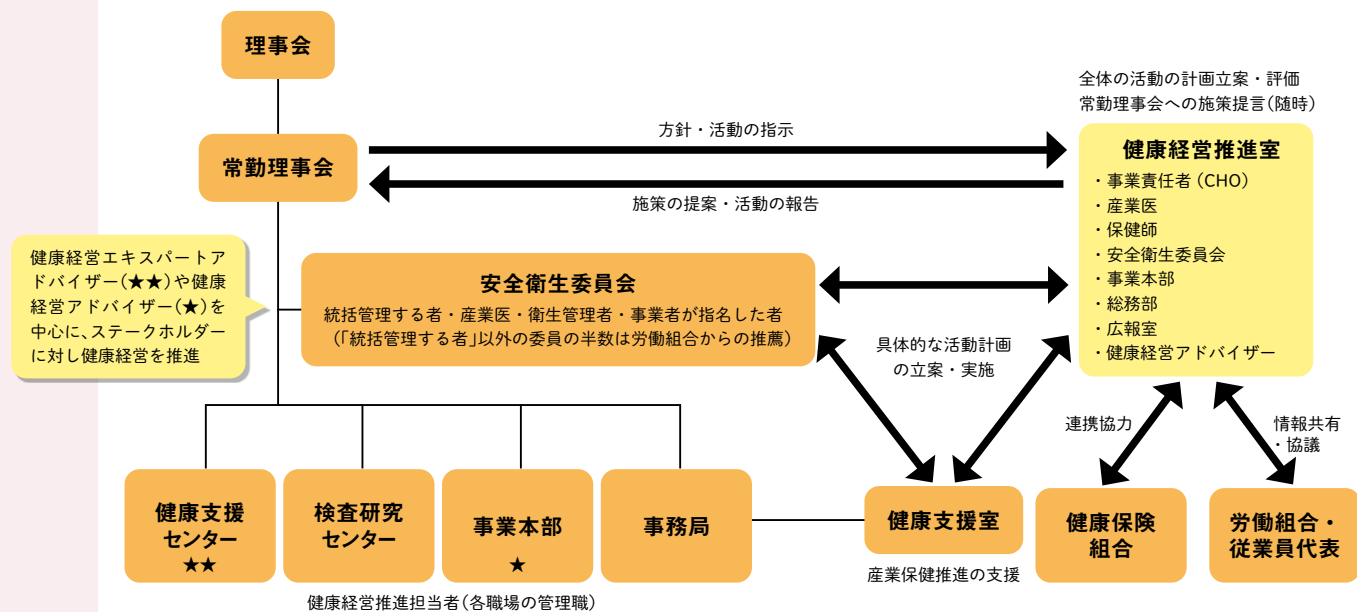 理事会
全体の活動の計画立案・評価
常勤理事会への施策提言(随時)
方針・活動の指示
常勤理事会
施策の提案・活動の報告
健康経営推進室
・事業責任者(CHO)
・産業医
・保健師
・安全衛生委員会
・事業本部
・総務部
・広報室
・健康経営アドバイザー
健康経営エキスパートア
ドバイザー(★★)や健康
経営アドバイザー(★)を
中心に、ステークホルダー
に対し健康経営を推進
安全衛生委員会
統括管理する者・産業医・衛生管理者・事業者が指名した者
(「統括管理する者」以外の委員の半数は労働組合からの推薦)
具体的な活動計画
の立案・実施
連携協力
情報共有
・協議
健康支援
センター
★★
検査研究
センター
事業本部
★
事務局
健康支援室
産業保健推進の支援
健康保険
組合
労働組合・
従業員代表
健康経営推進担当者(各職場の管理職)